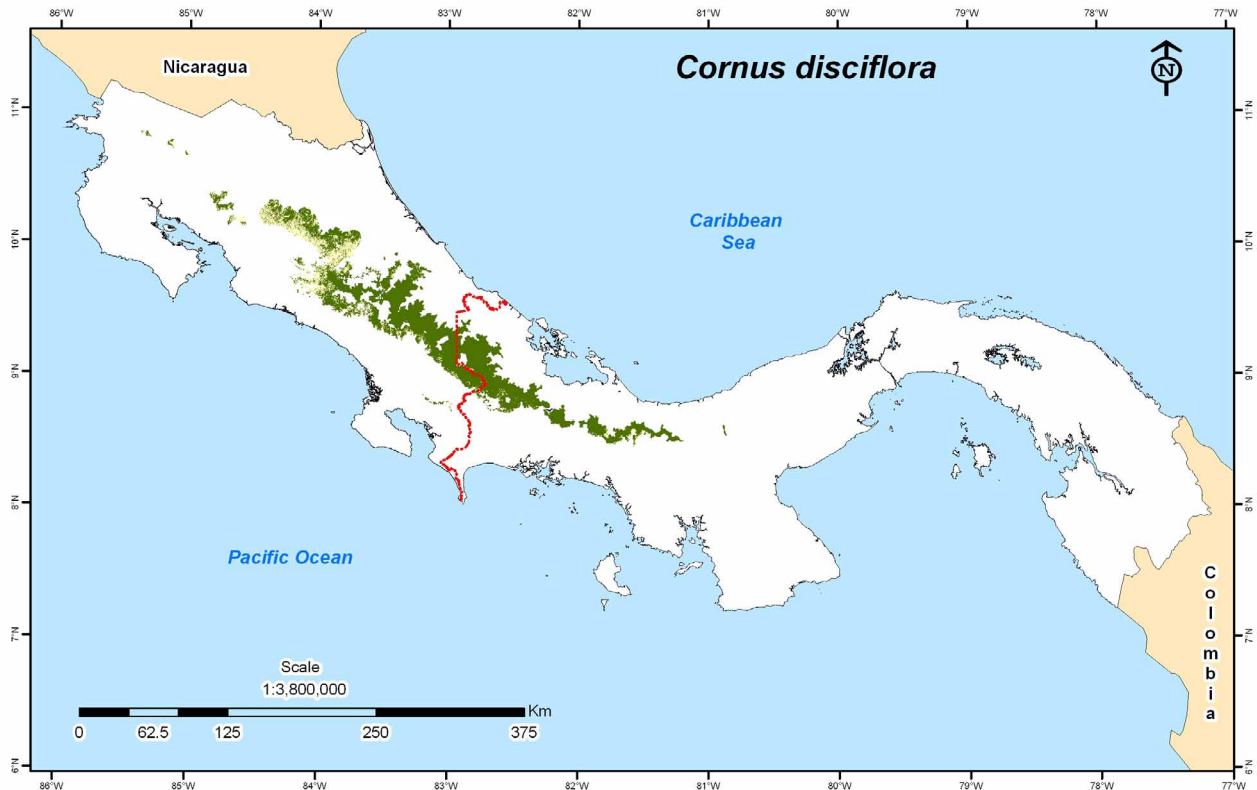 86°W 85°W 84°W 83°W 82°W 81°W 80°W 79°W 78°W 77°W
Nicaragua
Cornus disciflora
N
11°N 11°N
Caribbean
Sea
10°N 10°N
9°N 9°N
8°N 8°N
Pacific Ocean
Colombia
7°N 7°N
Scale
1:3,800,000
Km
0 62.5 125 250 375
6°N 6°N
86°W 85°W 84°W 83°W 82°W 81°W 80°W 79°W 78°W 77°W